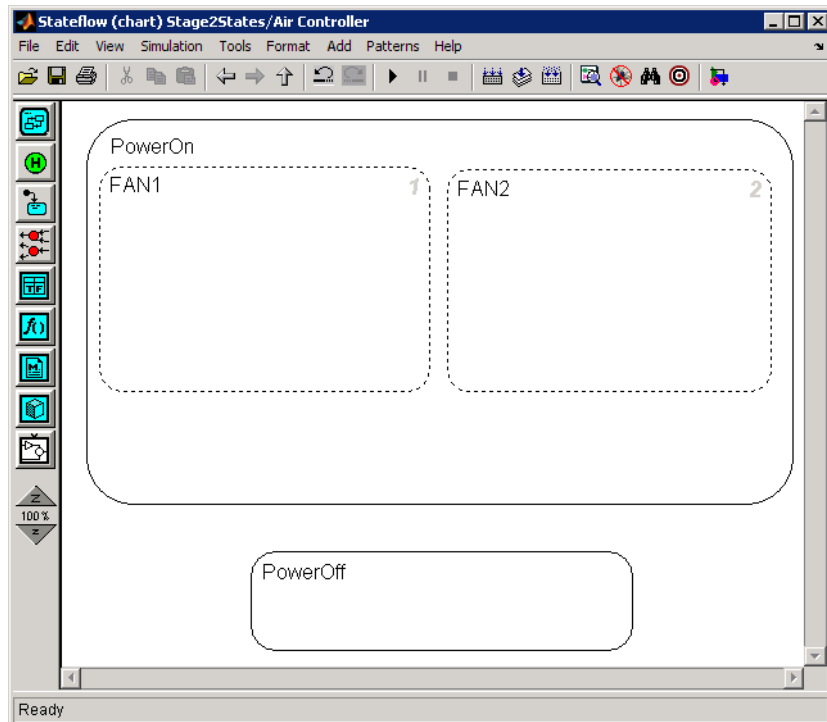 Stateflow (chart) Stage2States/Air Controller
File Edit View Simulation Tools Format Add Patterns Help
PowerOn
FAN1 1
FAN2 2
PowerOff
H
TF
f()
M
Z
100 %
Z
Ready